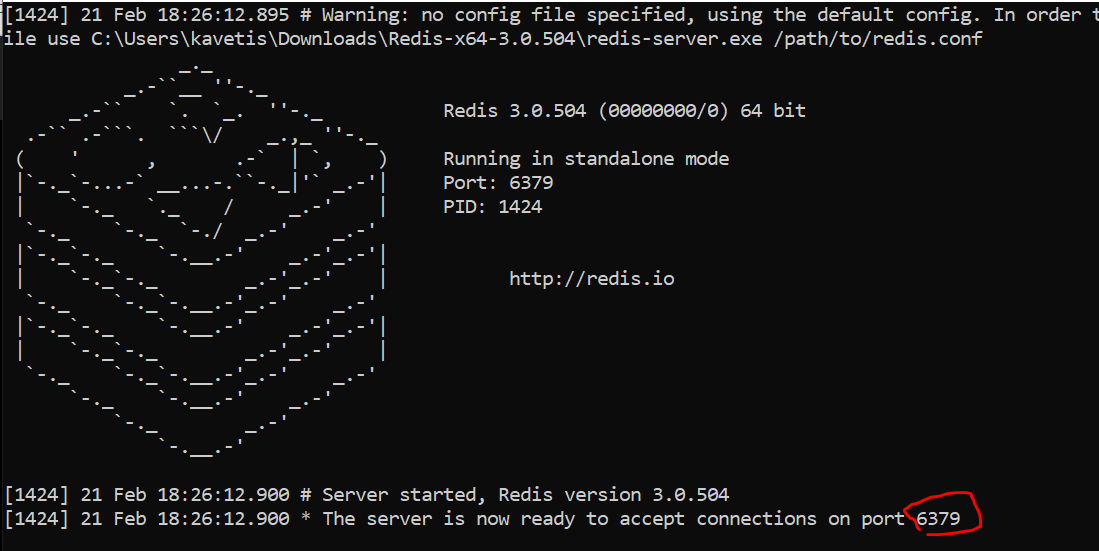 [1424] 21 Feb 18:26:12.895 # Warning: no config file specified, using the default config. In order t
ile use C:\Users\kavetis\Downloads\Redis-x64-3.0.504\redis-server.exe /path/to/redis.conf
Redis 3.0.504 (00000000/0) 64 bit
Running in standalone mode
Port: 6379
PID: 1424
http://redis.io
[1424] 21 Feb 18:26:12.900 # Server started, Redis version 3.0.504
[1424] 21 Feb 18:26:12.900 * The server is now ready to accept connections on port 6379